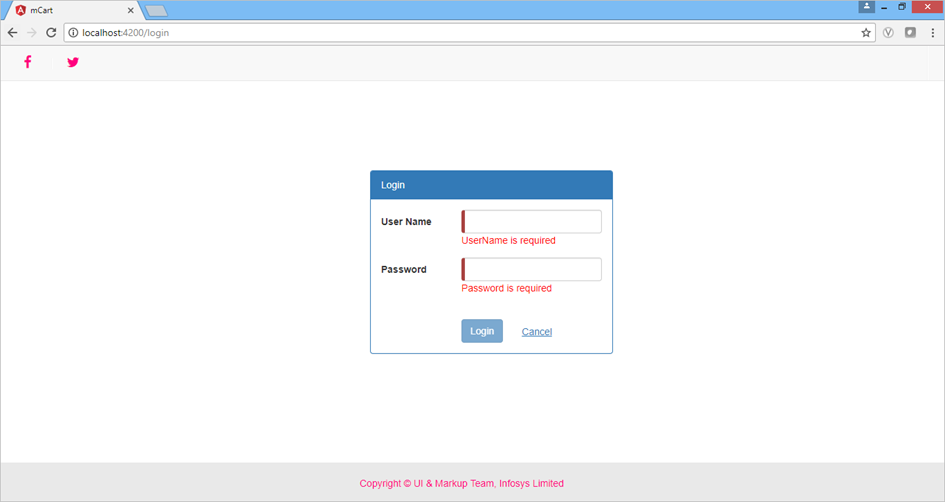 mCart
localhost:4200/login
Login
User Name
UserName is required
Password
Password is required
Login Cancel
Copyright © UI & Markup Team, Infosys Limited